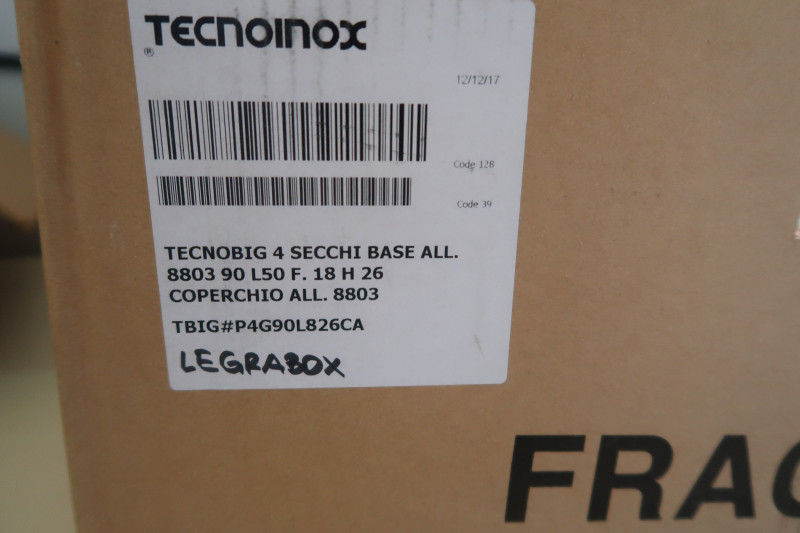 TECNOINOX
®
12/12/17
Code 128
Code 39
TECNOBIG 4 SECCHI BASE ALL.
8803 90 L50 F. 18 H 26
COPERCHIO ALL. 8803
TBIG#P4G90L826CA
LEGRABOX
FRAG